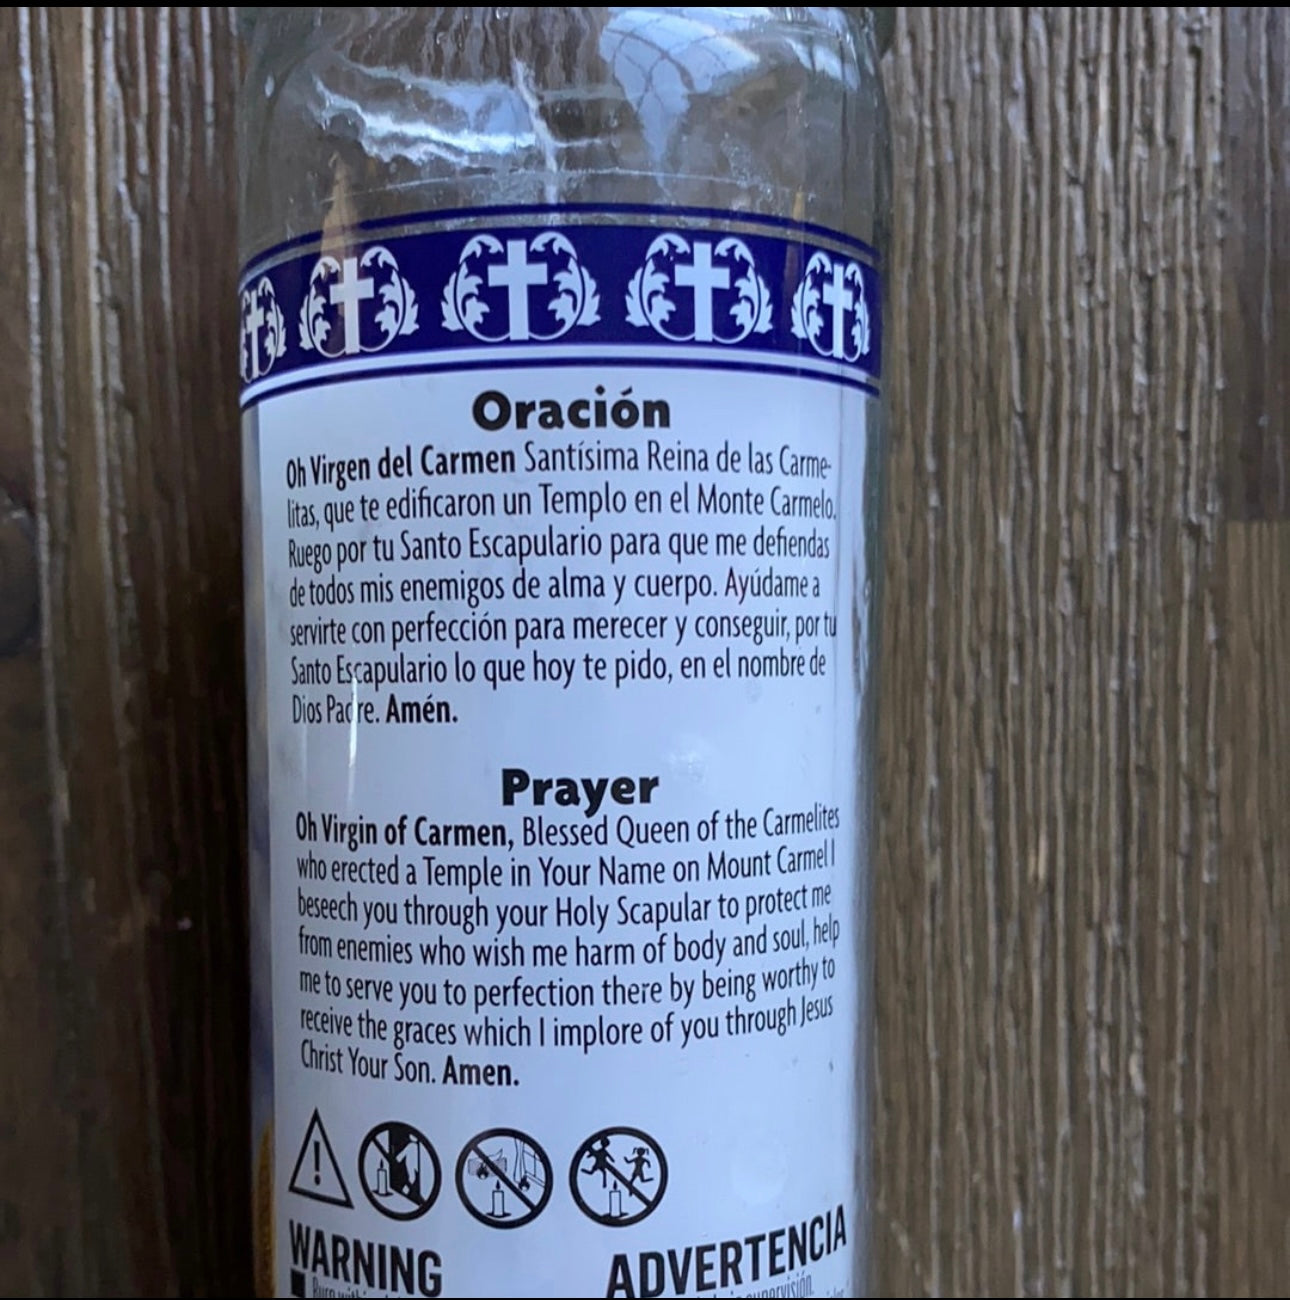 Oración
Oh Virgen del Carmen Santísima Reina de las Carme-
litas, que te edificaron un Templo en el Monte Carmelo.
Ruego por tu Santo Escapulario para que me defiendas
de todos mis enemigos de alma y cuerpo. Ayúdame a
servirte con perfección para merecer y conseguir, por tu
Santo Escapulario lo que hoy te pido, en el nombre de
Dios Padre. Amén.
Prayer
Oh Virgin of Carmen, Blessed Queen of the Carmelites
who erected a Temple in Your Name on Mount Carmel I
beseech you through your Holy Scapular to protect me
from enemies who wish me harm of body and soul, help
me to serve you to perfection there by being worthy to
receive the graces which I implore of you through Jesus
Christ Your Son. Amen.
WARNING
ADVERTENCIA